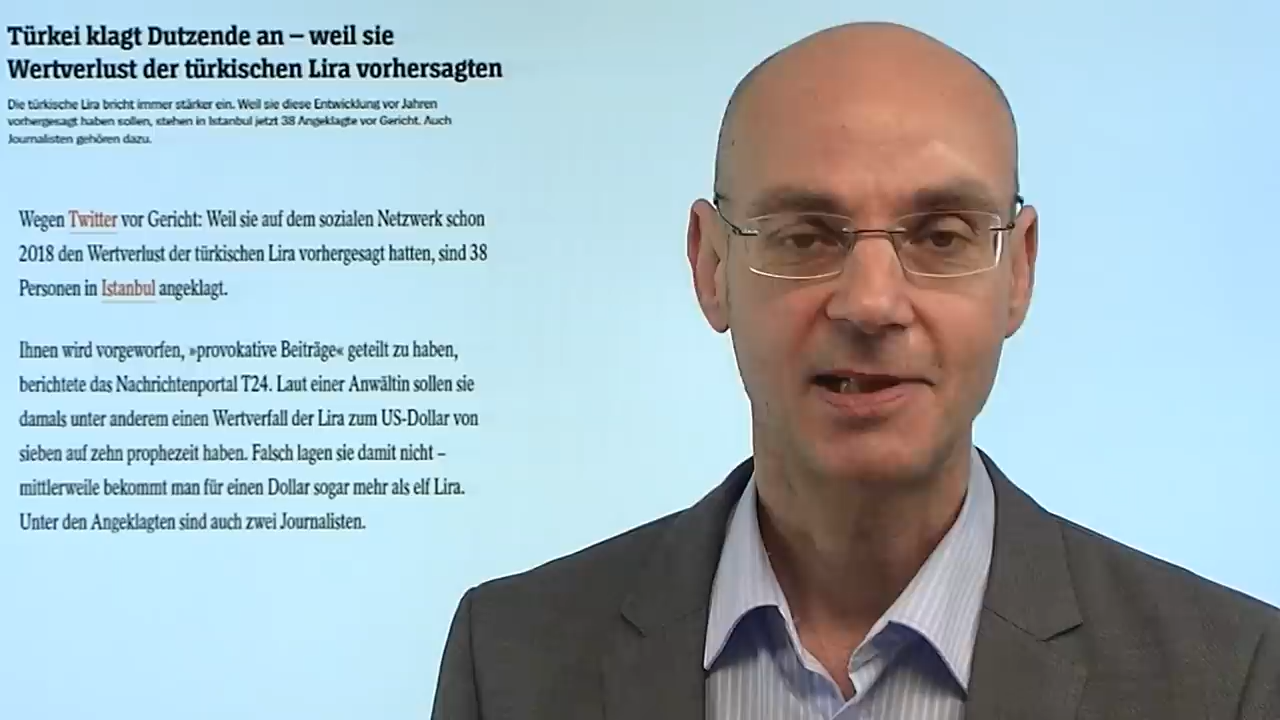 Türkei klagt Dutzende an – weil sie
Wertverlust der türkischen Lira vorhersagten
Die türkische Lira bricht immer stärker ein. Weil sie diese Entwicklung vor Jahren
vorhergesagt haben sollen, stehen in Istanbul jetzt 38 Angeklagte vor Gericht. Auch
Journalisten gehören dazu.
Wegen Twitter vor Gericht: Weil sie auf dem sozialen Netzwerk schon
2018 den Wertverlust der türkischen Lira vorhergesagt hatten, sind 38
Personen in Istanbul angeklagt.
Ihnen wird vorgeworfen, »provokative Beiträge« geteilt zu haben,
berichtete das Nachrichtenportal T24. Laut einer Anwältin sollen sie
damals unter anderem einen Wertverfall der Lira zum US-Dollar von
sieben auf zehn prophezeit haben. Falsch lagen sie damit nicht –
mittlerweile bekommt man für einen Dollar sogar mehr als elf Lira.
Unter den Angeklagten sind auch zwei Journalisten.